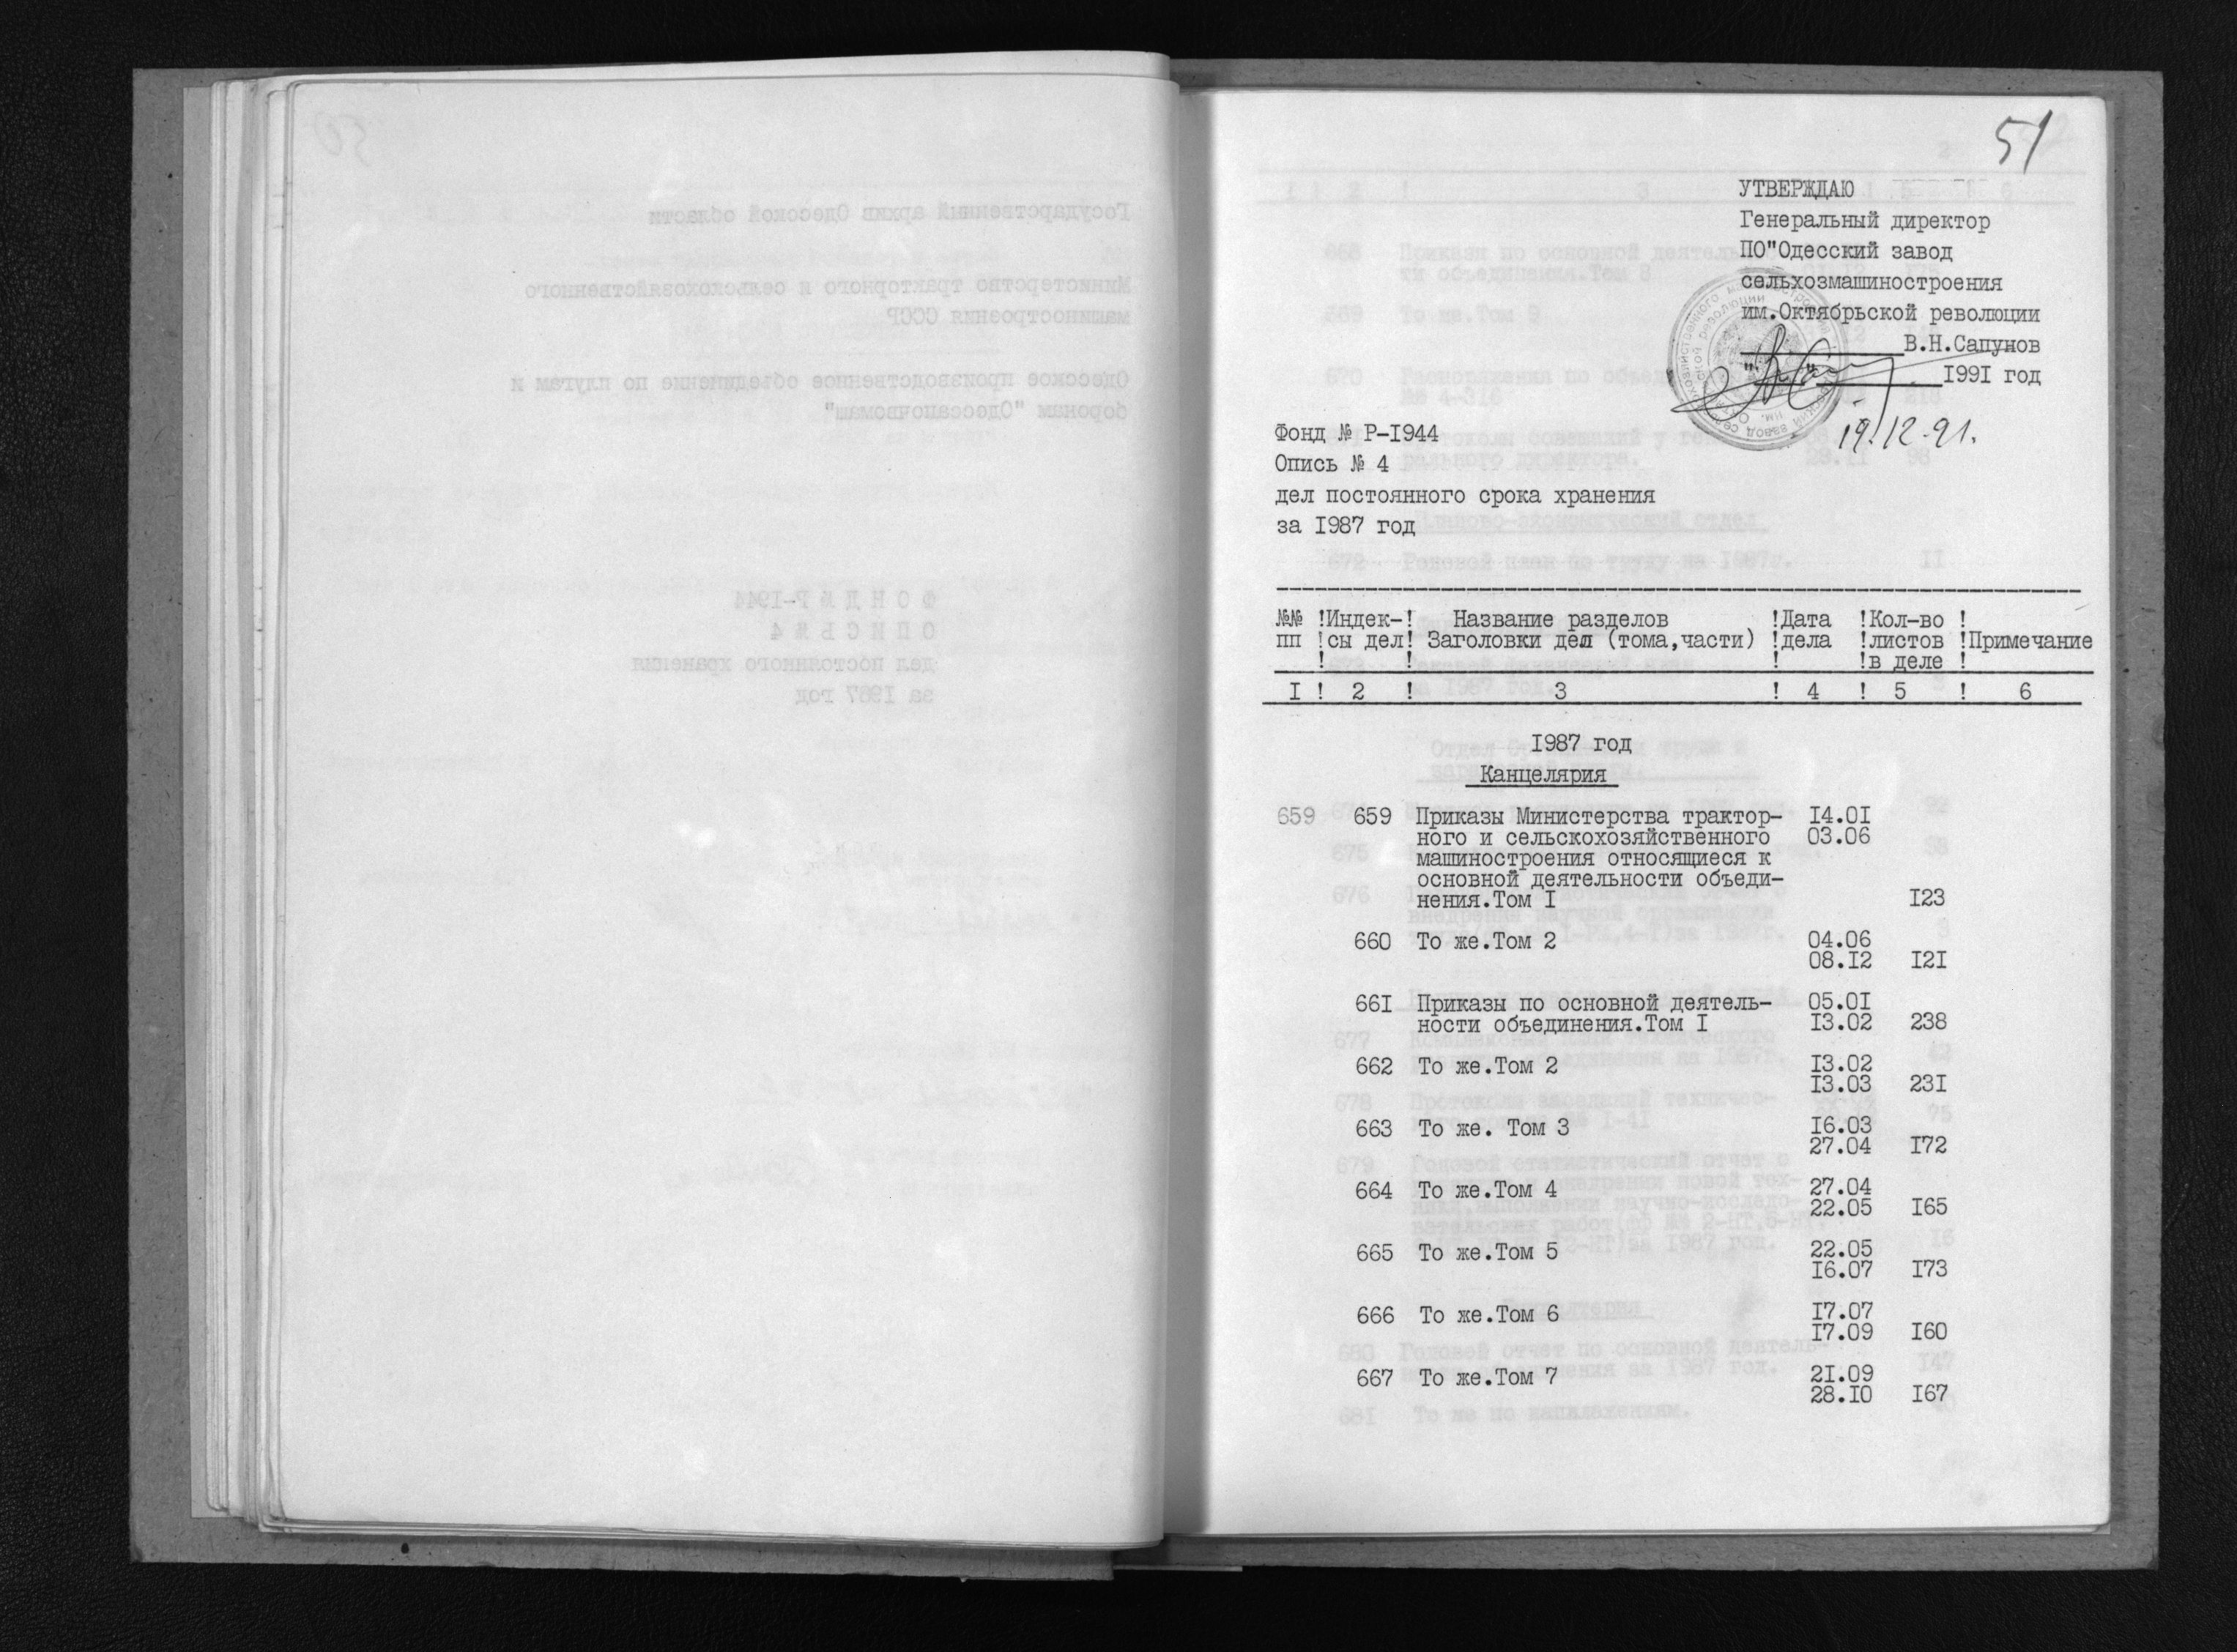 51
УТВЕРЖДАЮ
Генеральный директор
ПО"Одесский завод
сельхозмашиностроения
им.Октябрьской революции
В.Н.Сапунов
" " 1991 год
19.12.91.
Фонд № Р-1944
Опись № 4
дел постоянного срока хранения
за 1987 год
№№ !Индек-! Название разделов !Дата !Кол-во !
пп !сы дел! Заголовки дел (тома,части) !дела !листов !Примечание
! ! ! !в деле !
I ! 2 ! 3 ! 4 ! 5 ! 6
1987 год
Канцелярия
659 659 Приказы Министерства трактор- I4.0I
ного и сельскохозяйственного 03.06
машиностроения относящиеся к
основной деятельности объеди-
нения.Том I I23
660 То же.Том 2 04.06
08.I2 I2I
66I Приказы по основной деятель- 05.0I
ности объединения.Том I I3.02 238
662 То же.Том 2 I3.02
I3.03 23I
663 То же. Том 3 I6.03
27.04 I72
664 То же.Том 4 27.04
22.05 I65
665 То же.Том 5 22.05
I6.07 I73
666 То же.Том 6 I7.07
I7.09 I60
667 То же.Том 7 2I.09
28.I0 I67